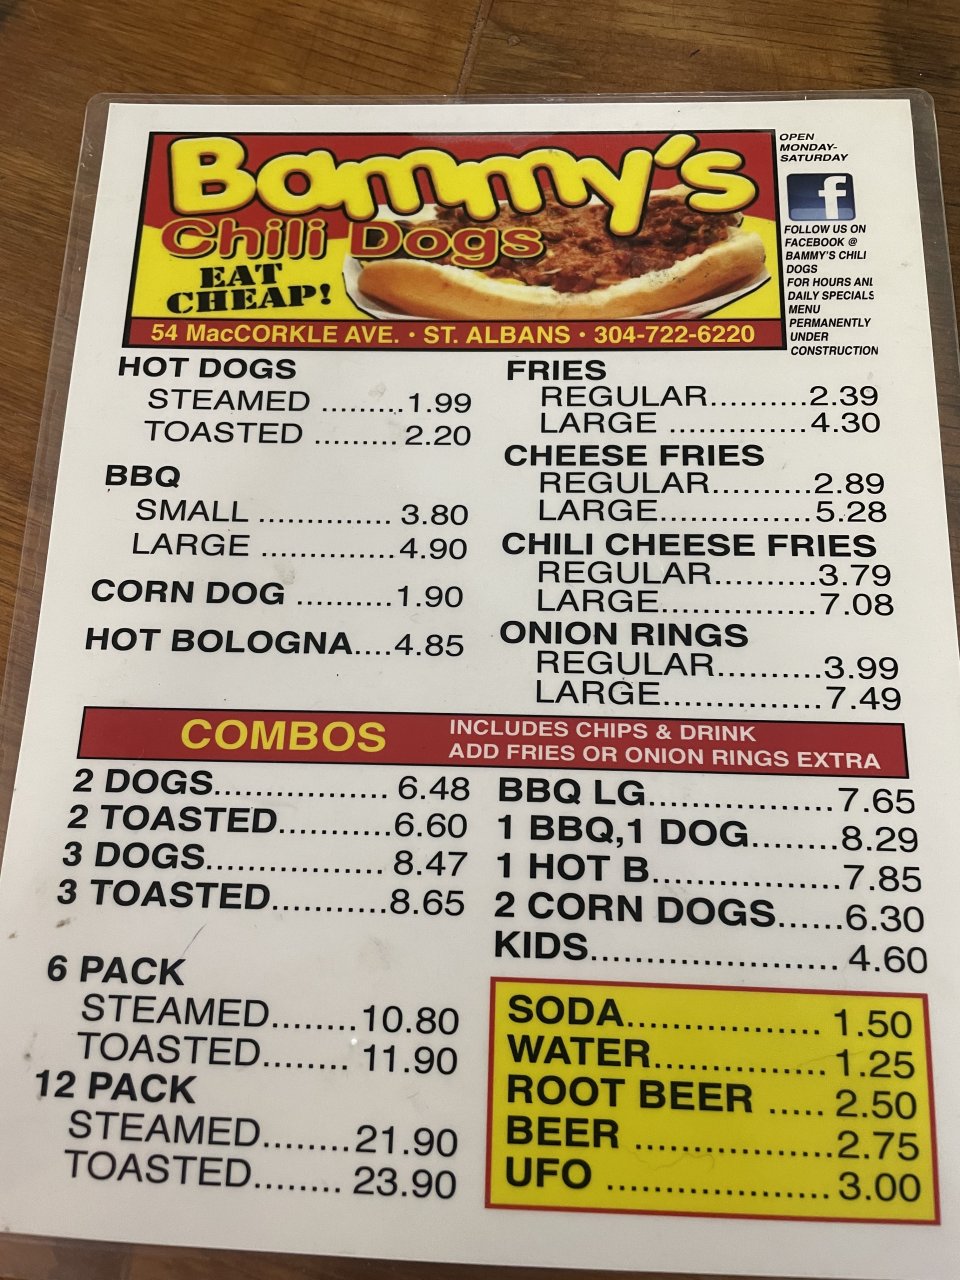 Bammy's
Chili Dogs
EAT
CHEAP!
54 MacCORKLE AVE. • ST. ALBANS • 304-722-6220
OPEN
MONDAY-
SATURDAY
f
FOLLOW US ON
FACEBOOK @
BAMMY'S CHILI
DOGS
FOR HOURS AND
DAILY SPECIALS
MENU
PERMANENTLY
UNDER
CONSTRUCTION
HOT DOGS
STEAMED .........1.99
TOASTED .........2.20
BBQ
SMALL .............. 3.80
LARGE .............. 4.90
CORN DOG ..........1.90
HOT BOLOGNA....4.85
FRIES
REGULAR..........2.39
LARGE ..............4.30
CHEESE FRIES
REGULAR..........2.89
LARGE...............5.28
CHILI CHEESE FRIES
REGULAR..........3.79
LARGE...............7.08
ONION RINGS
REGULAR..........3.99
LARGE...............7.49
COMBOS
INCLUDES CHIPS & DRINK
ADD FRIES OR ONION RINGS EXTRA
2 DOGS................. 6.48
2 TOASTED...........6.60
3 DOGS.................. 8.47
3 TOASTED...........8.65
6 PACK
STEAMED........10.80
TOASTED........ 11.90
12 PACK
STEAMED........21.90
TOASTED........ 23.90
BBQ LG.................7.65
1 BBQ,1 DOG........8.29
1 HOT B.................7.85
2 CORN DOGS......6.30
KIDS....................... 4.60
SODA.................. 1.50
WATER................1.25
ROOT BEER ..... 2.50
BEER ..................2.75
UFO ....................3.00